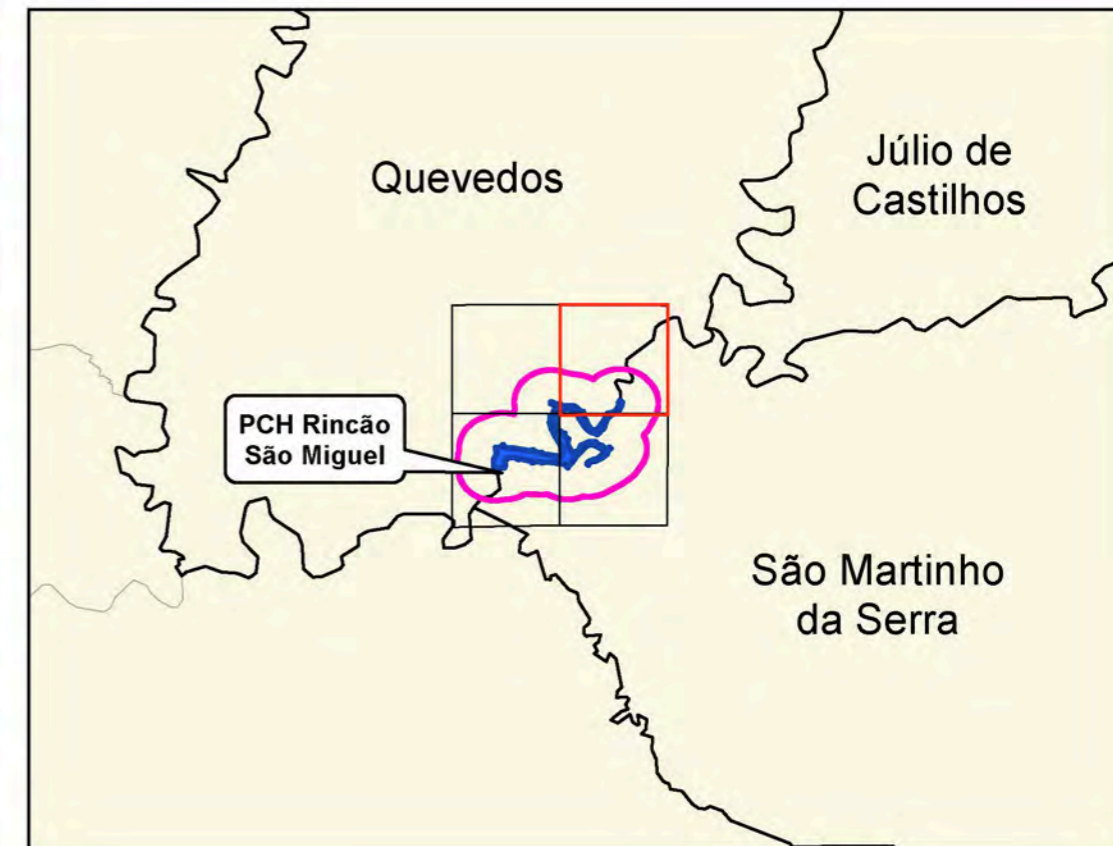 Quevedos
Júlio de
Castilhos
PCH Rincão
São Miguel
São Martinho
da Serra